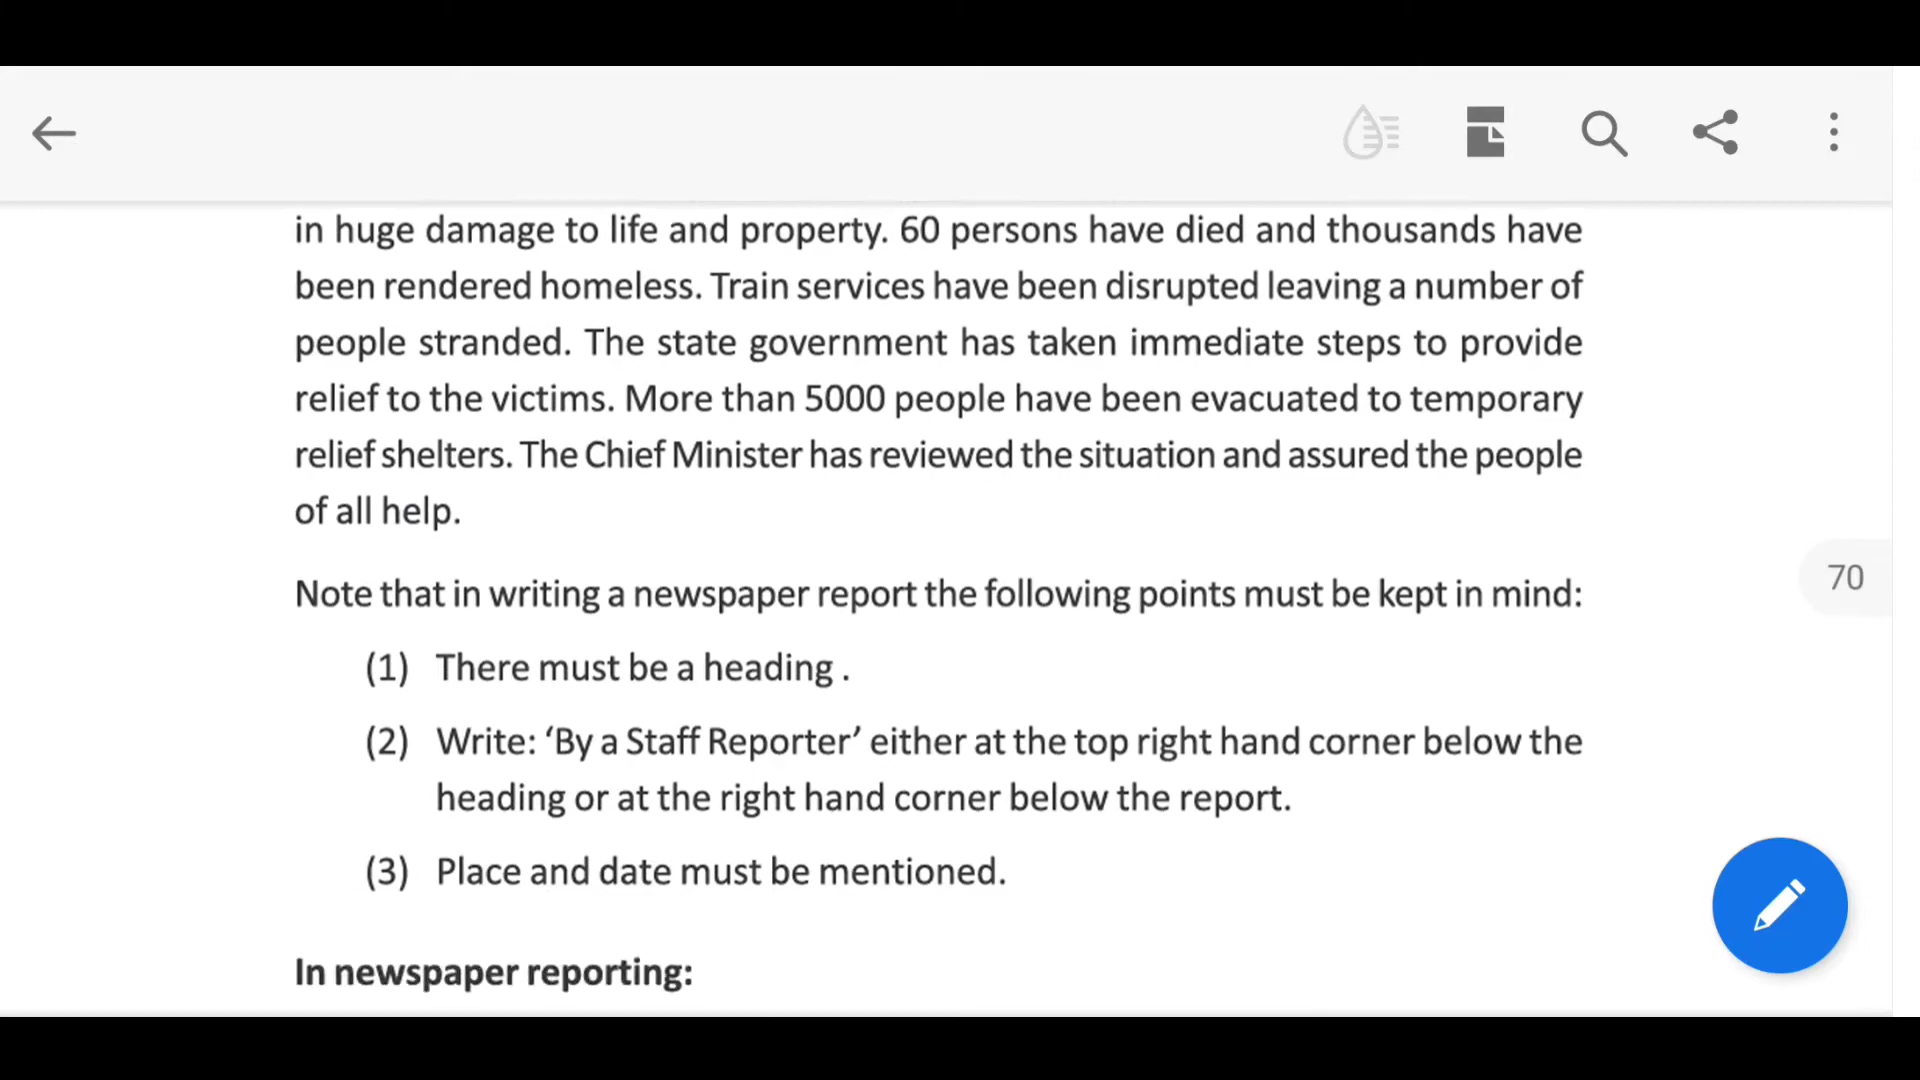 in huge damage to life and property. 60 persons have died and thousands have
been rendered homeless. Train services have been disrupted leaving a number of
people stranded. The state government has taken immediate steps to provide
relief to the victims. More than 5000 people have been evacuated to temporary
relief shelters. The Chief Minister has reviewed the situation and assured the people
of all help.
Note that in writing a newspaper report the following points must be kept in mind:
70
(1) There must be a heading .
(2) Write: ‘By a Staff Reporter’ either at the top right hand corner below the
heading or at the right hand corner below the report.
(3) Place and date must be mentioned.
In newspaper reporting: